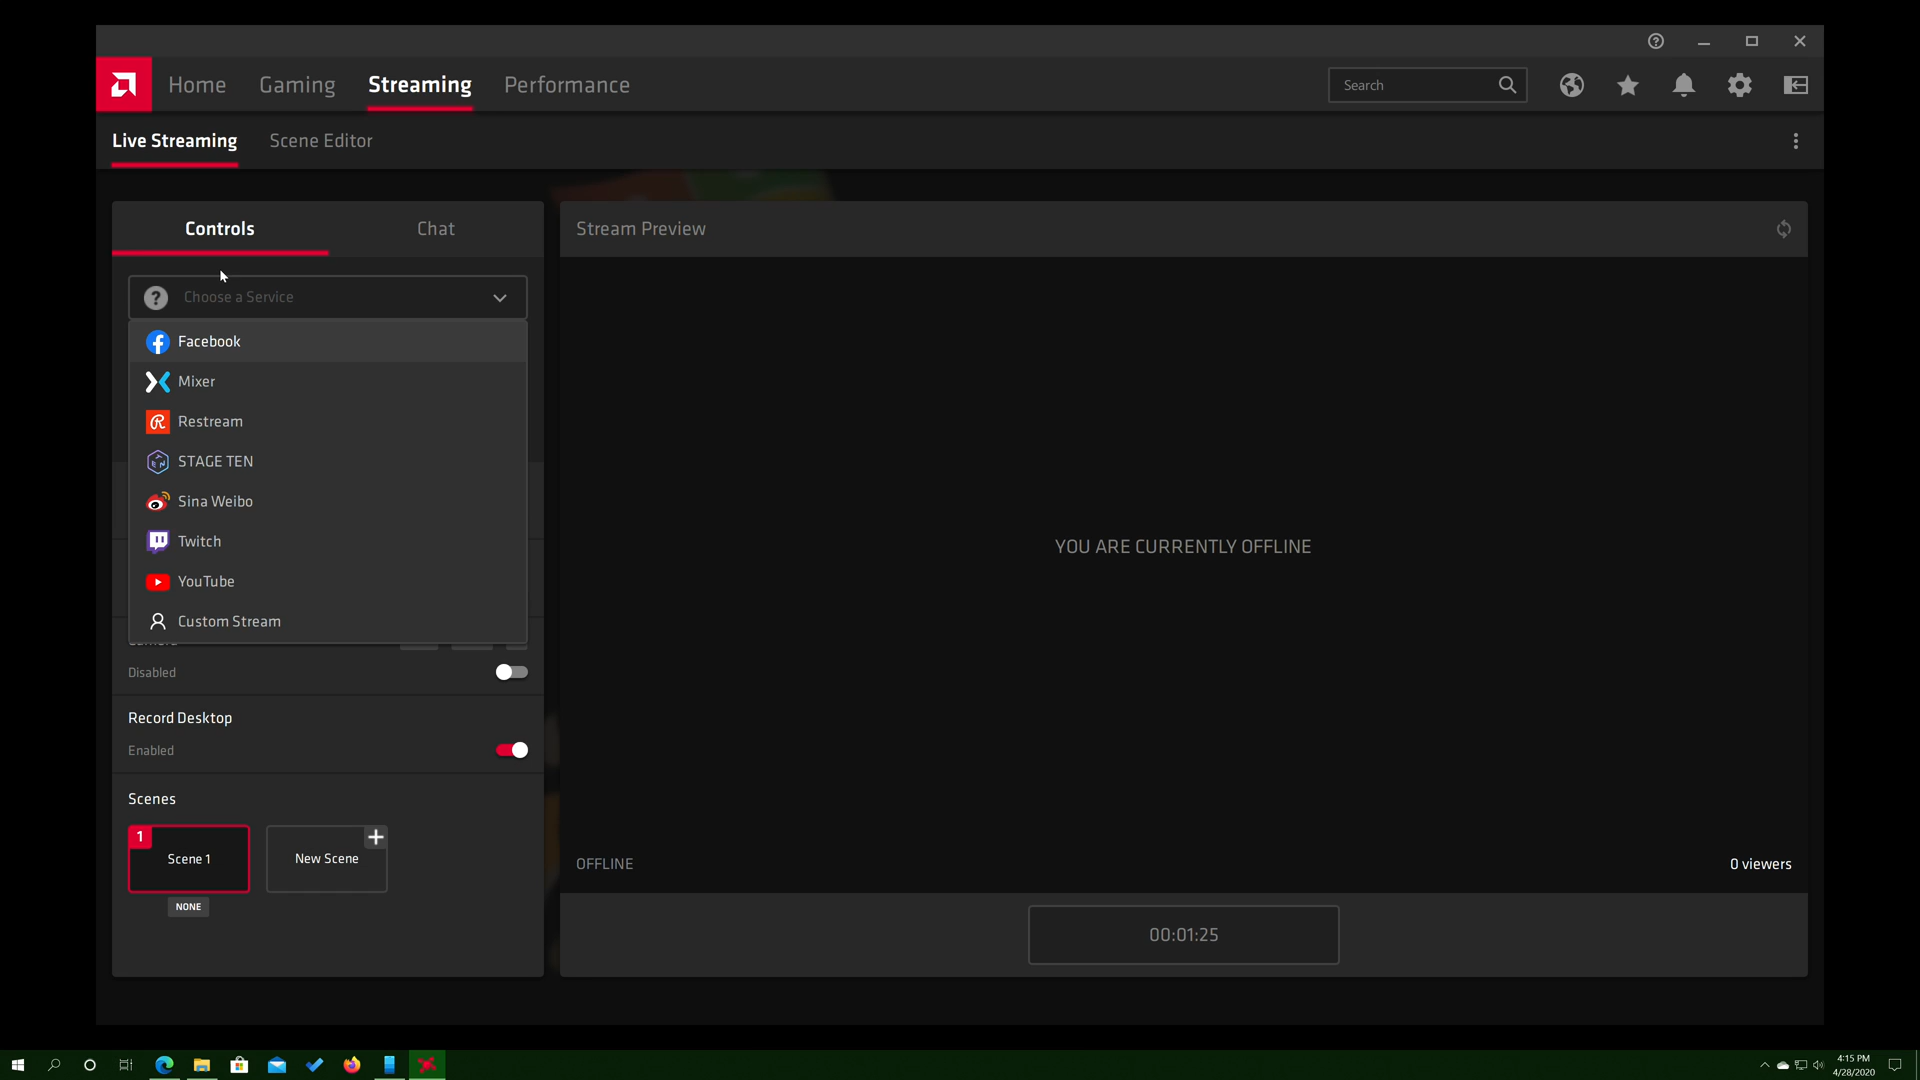 Home
Gaming
Streaming
Performance
Search
Live Streaming
Scene Editor
Controls
Chat
Stream Preview
Choose a Service
Facebook
Mixer
Restream
STAGE TEN
Sina Weibo
Twitch
YouTube
Custom Stream
Disabled
Record Desktop
Enabled
Scenes
1
Scene 1
New Scene
NONE
YOU ARE CURRENTLY OFFLINE
OFFLINE
0 viewers
00:01:25
4:15 PM
4/28/2020